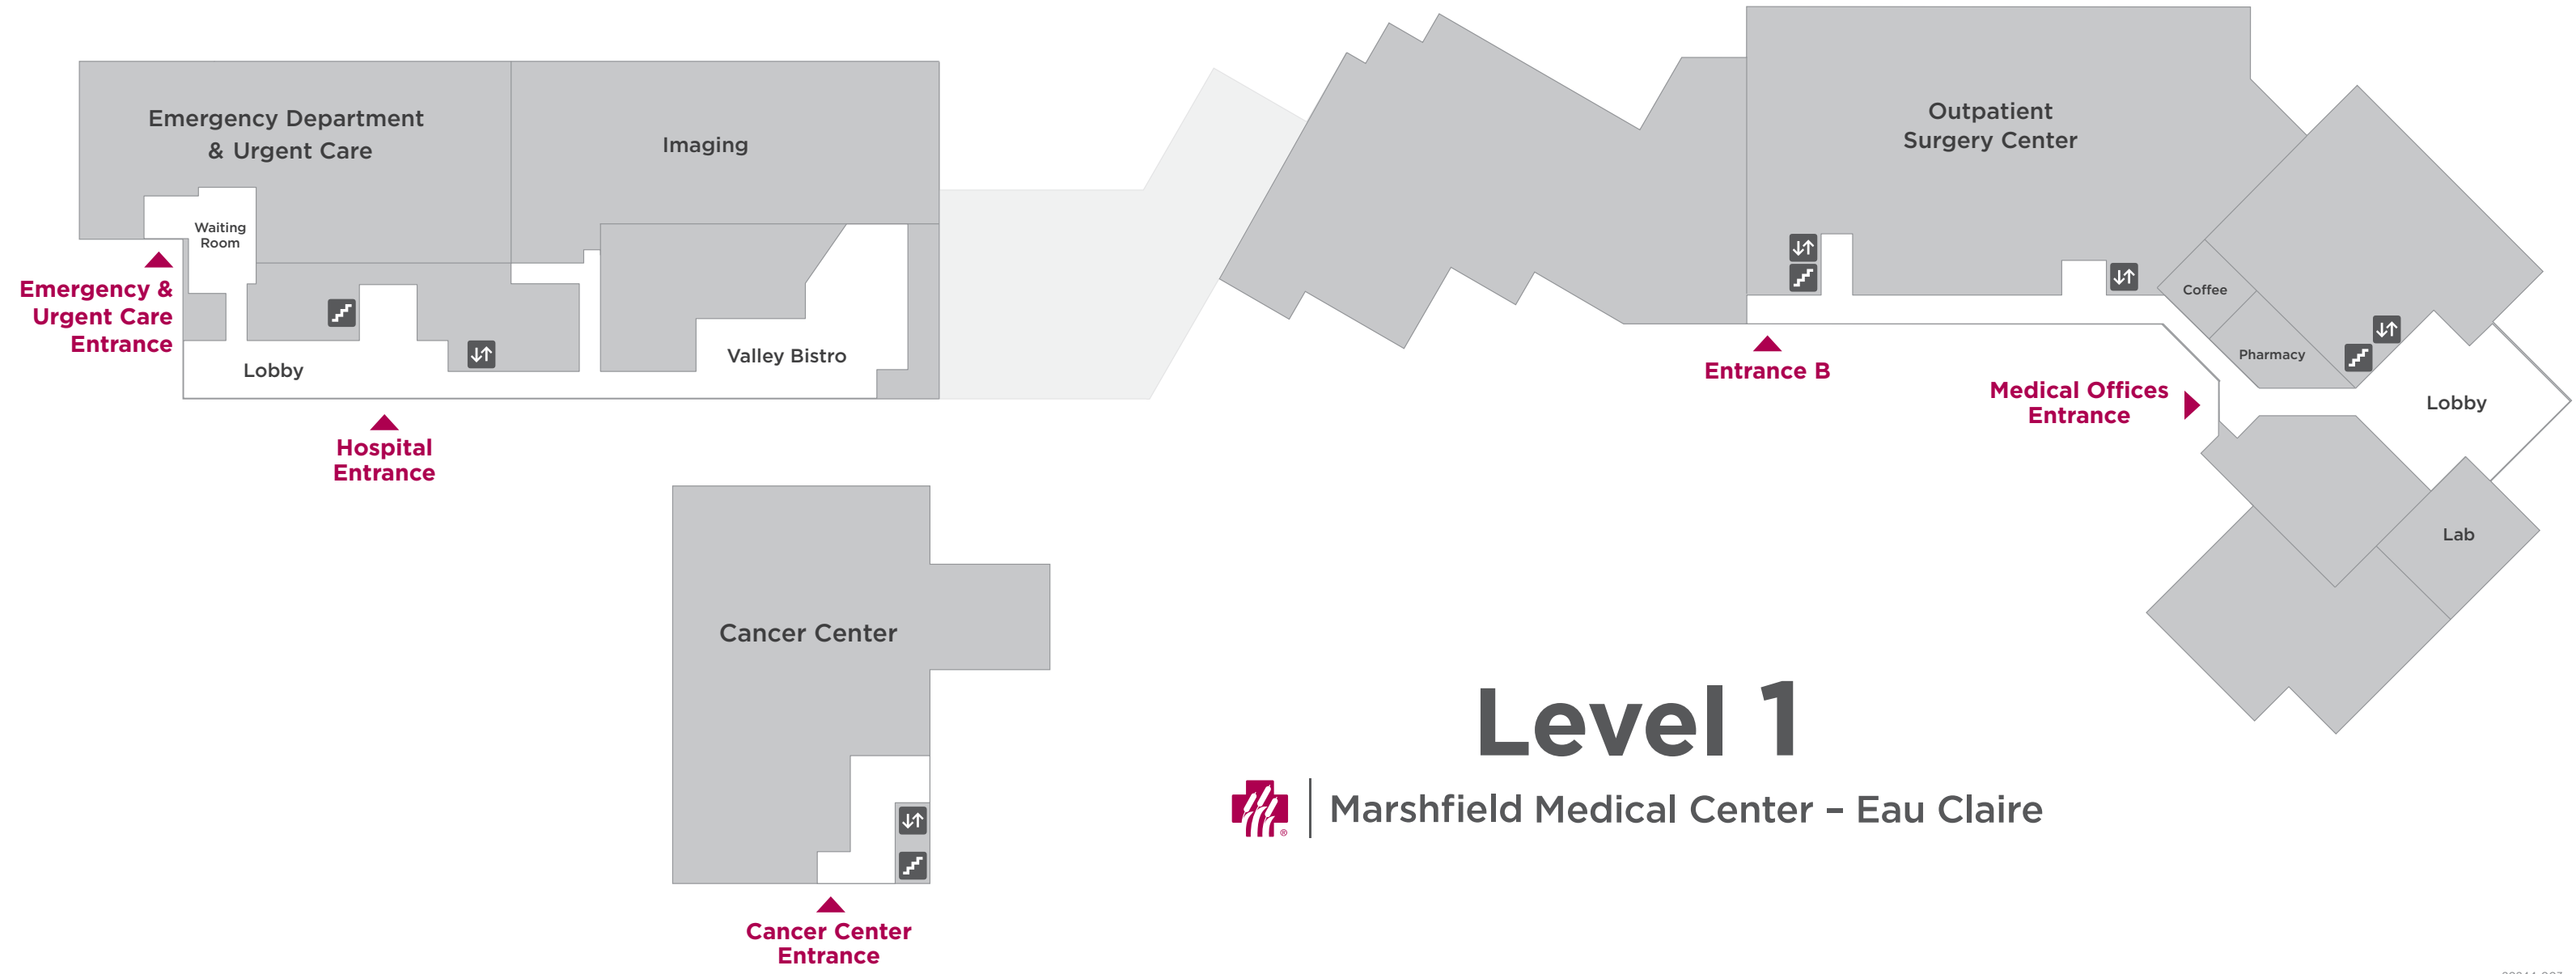 Emergency Department
& Urgent Care
Imaging
Outpatient
Surgery Center
Waiting
Room
Emergency &
Urgent Care
Entrance
Lobby
Valley Bistro
Hospital
Entrance
Coffee
Pharmacy
Entrance B
Medical Offices
Entrance
Lobby
Lab
Cancer Center
Cancer Center
Entrance
Level 1
®
Marshfield Medical Center – Eau Claire